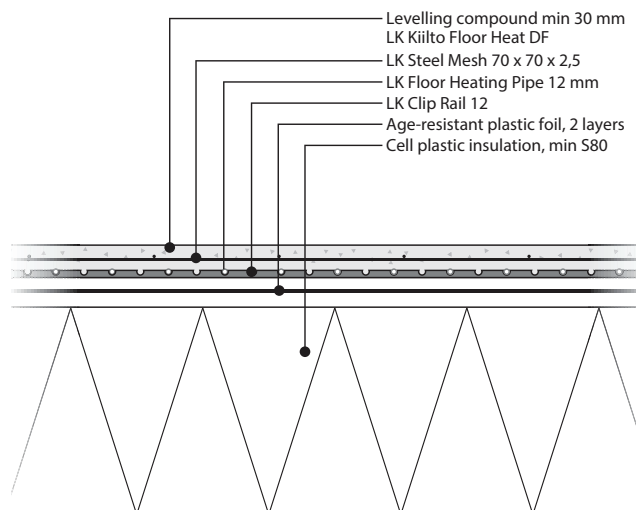 Levelling compound min 30 mm
LK Kiilto Floor Heat DF
LK Steel Mesh 70 x 70 x 2,5
LK Floor Heating Pipe 12 mm
LK Clip Rail 12
Age-resistant plastic foil, 2 layers
Cell plastic insulation, min S80